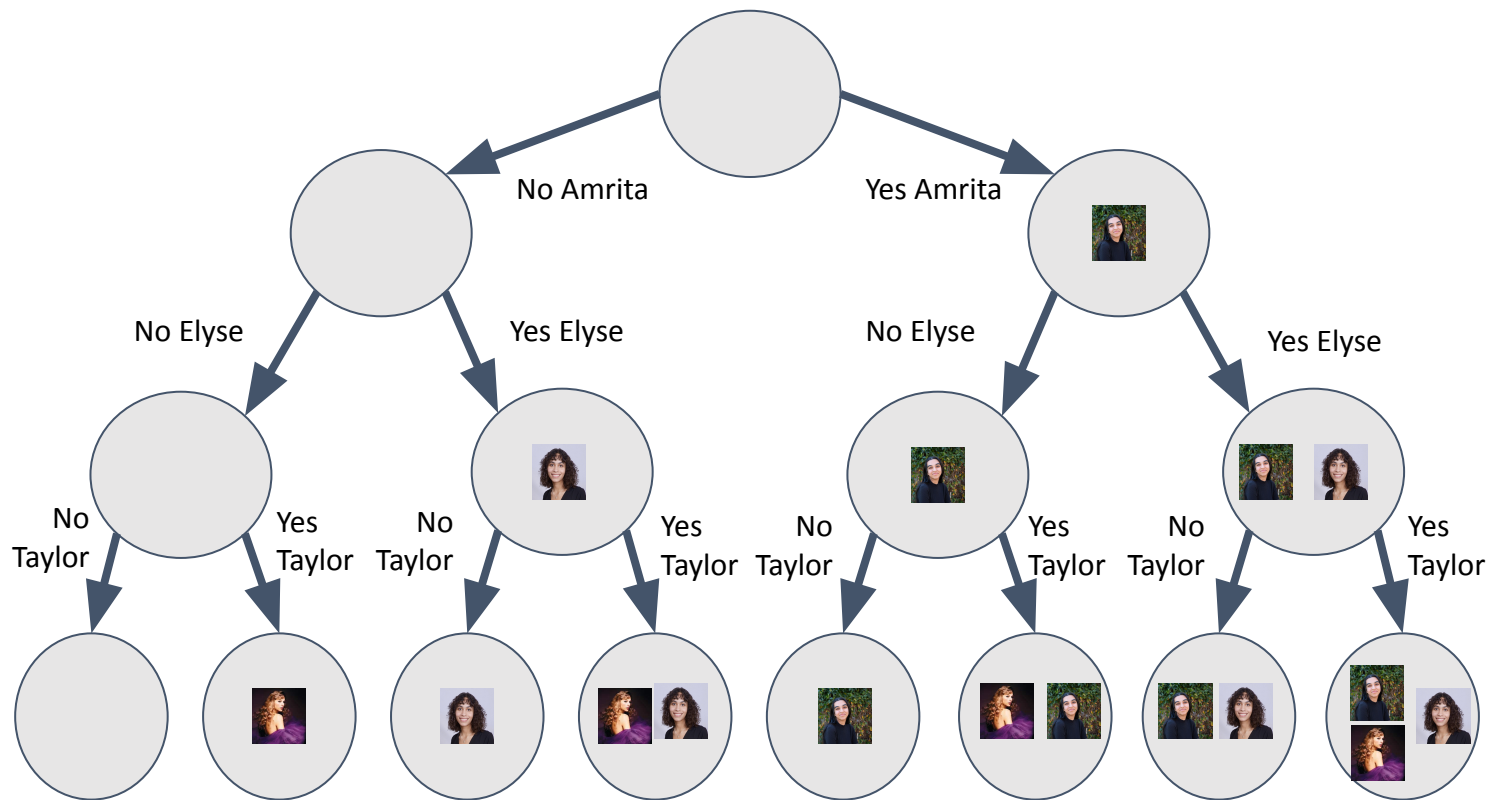 No Amrita
Yes Amrita
No Elyse
Yes Elyse
No Elyse
Yes Elyse
No
Taylor
Yes
Taylor
No
Taylor
Yes
Taylor
No
Taylor
Yes
Taylor
No
Taylor
Yes
Taylor